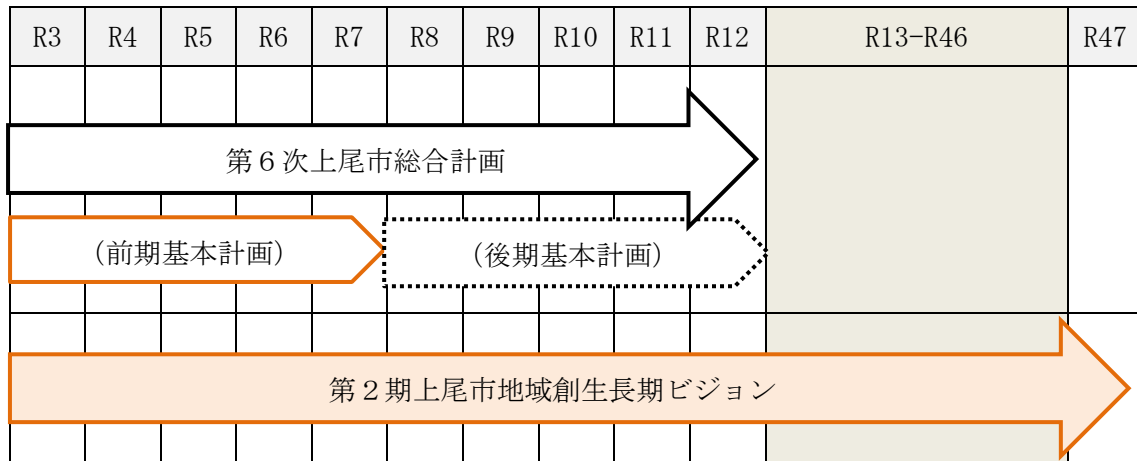 R3 R4 R5 R6 R7 R8 R9 R10 R11 R12 R13-R46 R47
第６次上尾市総合計画
(前期基本計画) (後期基本計画)
第２期上尾市地域創生長期ビジョン